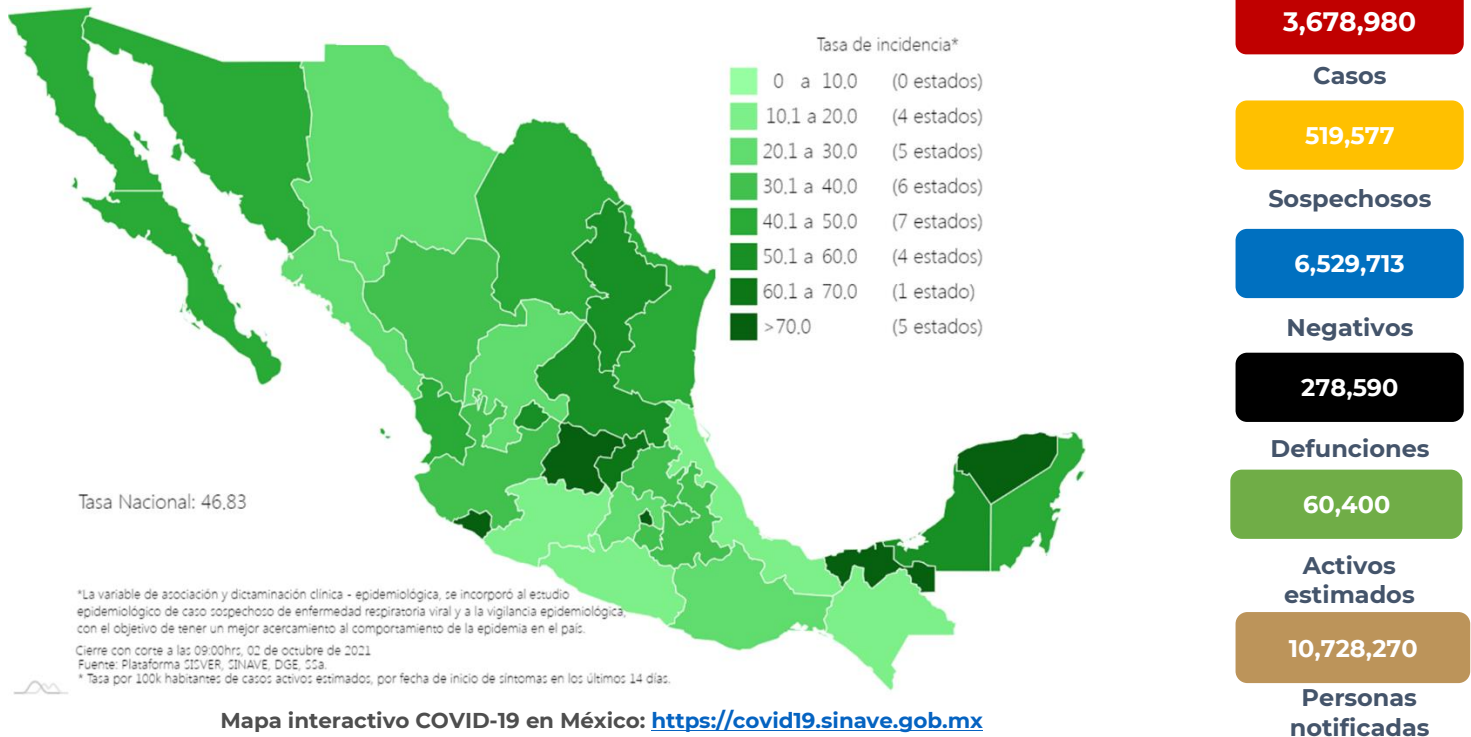 Tasa de incidencia*
0 a 10,0 (0 estados)
10,1 a 20,0 (4 estados)
20,1 a 30,0 (5 estados)
30,1 a 40,0 (6 estados)
40,1 a 50,0 (7 estados)
50,1 a 60,0 (4 estados)
60,1 a 70,0 (1 estado)
>70,0 (5 estados)
Tasa Nacional: 46,83
*La variable de asociación y dictaminación clínica - epidemiológica, se incorporó al estudio
epidemiológico de caso sospechoso de enfermedad respiratoria viral y a la vigilancia epidemiológica,
con el objetivo de tener un mejor acercamiento al comportamiento de la epidemia en el país.
Cierre con corte a las 09:00hrs, 02 de octubre de 2021
Fuente: Plataforma SISVER, SINAVE, DGE, SSa.
* Tasa por 100k habitantes de casos activos estimados, por fecha de inicio de síntomas en los últimos 14 días.
Mapa interactivo COVID-19 en México: https://covid19.sinave.gob.mx
3,678,980
Casos
519,577
Sospechosos
6,529,713
Negativos
278,590
Defunciones
60,400
Activos
estimados
10,728,270
Personas
notificadas